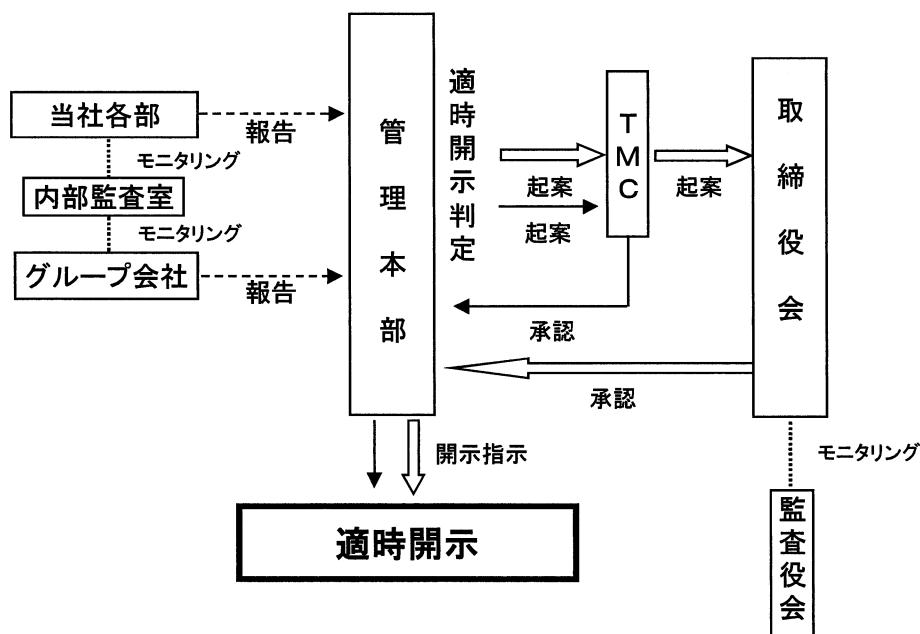 当社各部
報告
モニタリング
内部監査室
モニタリング
グループ会社
報告
管理本部
適時開示判定
起案
起案
TMC
起案
取締役会
承認
承認
開示指示
モニタリング
適時開示
監査役会